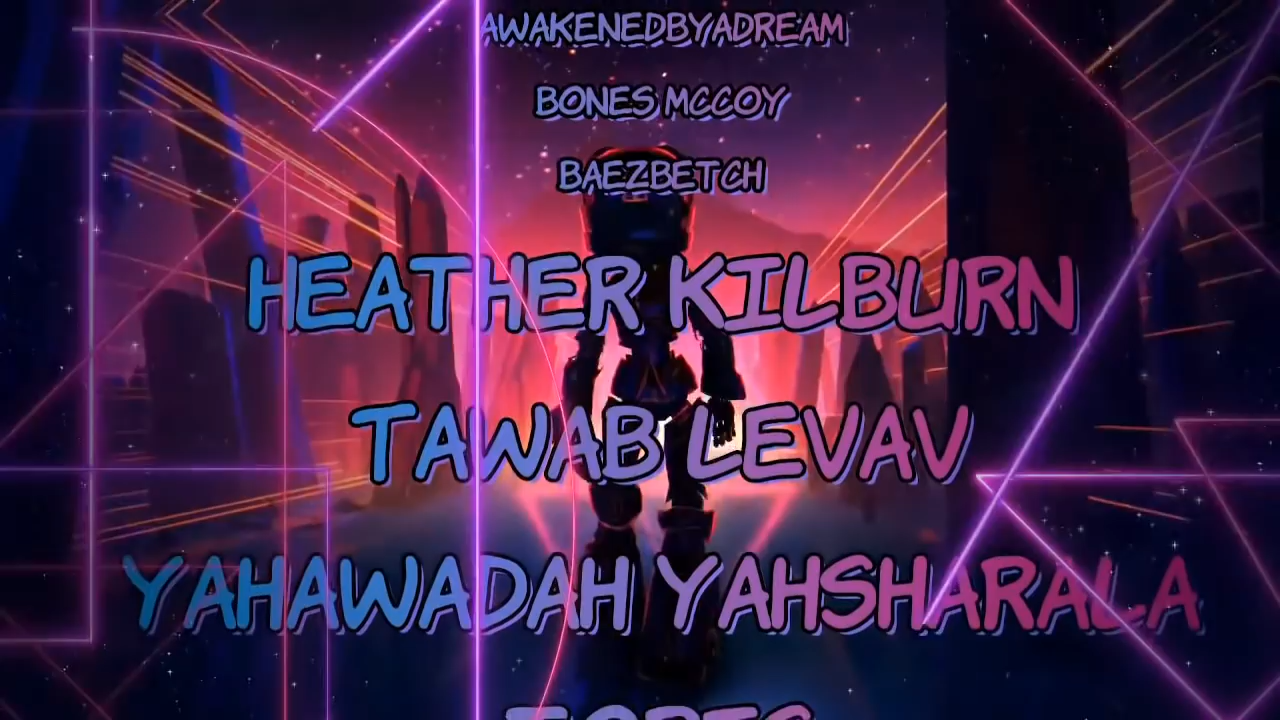 AWAKENEDBYADREAM
BONES MCCOY
BAEZBETCH
HEATHER KILBURN
TAWAB LEVAV
YAHAWADAH YAHSHARALA